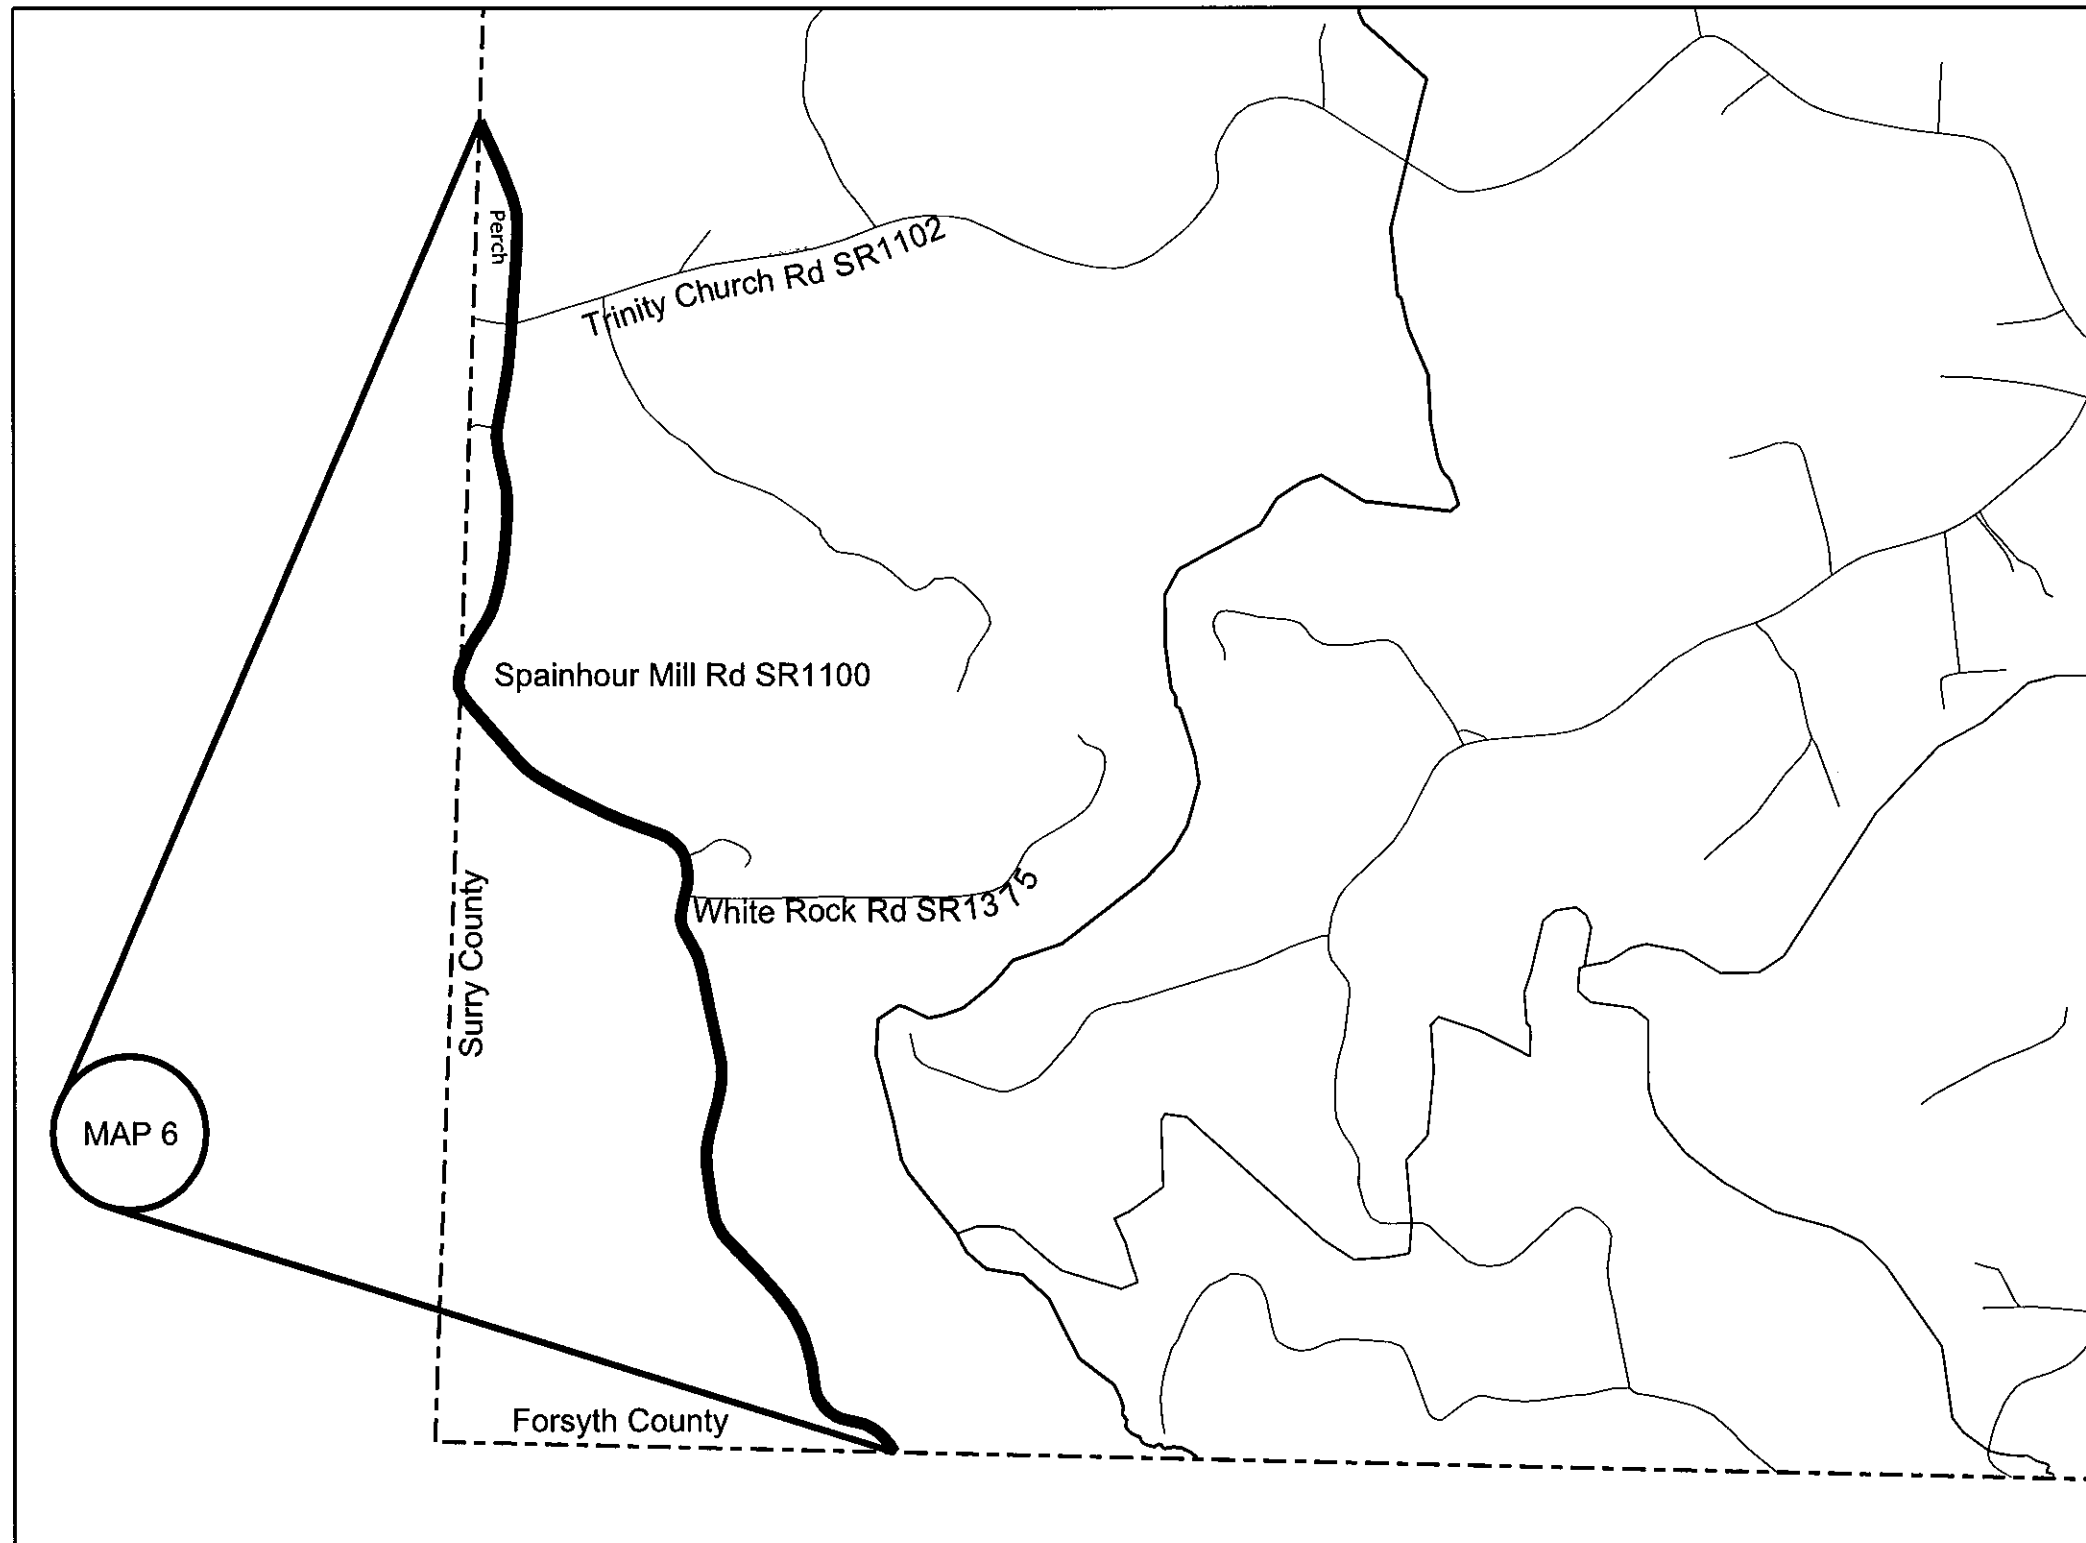 Perch
Trinity Church Rd SR1102
Spainhour Mill Rd SR1100
White Rock Rd SR1375
Surry County
MAP 6
Forsyth County